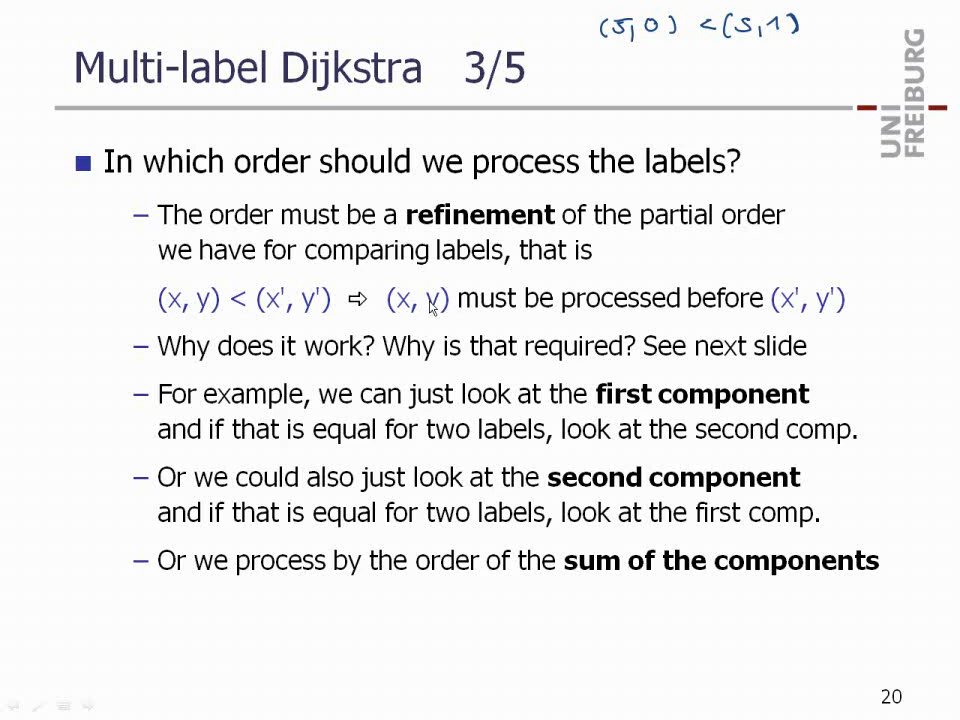 (5,0) < (5,1)
Multi-label Dijkstra 3/5
UNI
FREIBURG
■ In which order should we process the labels?
– The order must be a refinement of the partial order
we have for comparing labels, that is
(x, y) < (x', y') ⇨ (x, y) must be processed before (x', y')
– Why does it work? Why is that required? See next slide
– For example, we can just look at the first component
and if that is equal for two labels, look at the second comp.
– Or we could also just look at the second component
and if that is equal for two labels, look at the first comp.
– Or we process by the order of the sum of the components
20